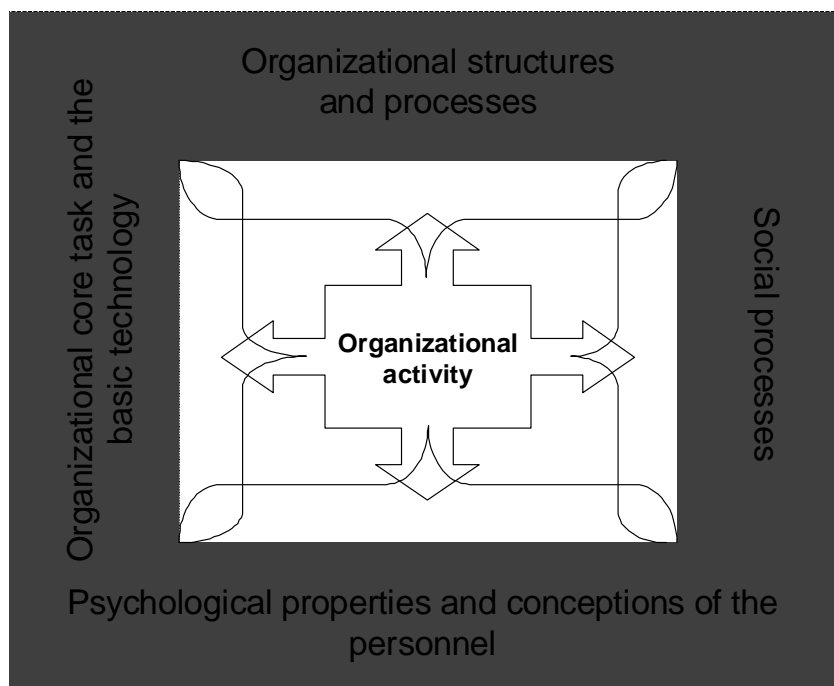 Organizational structures
and processes
Organizational core task and the
basic technology
Organizational
activity
Social processes
Psychological properties and conceptions of the
personnel